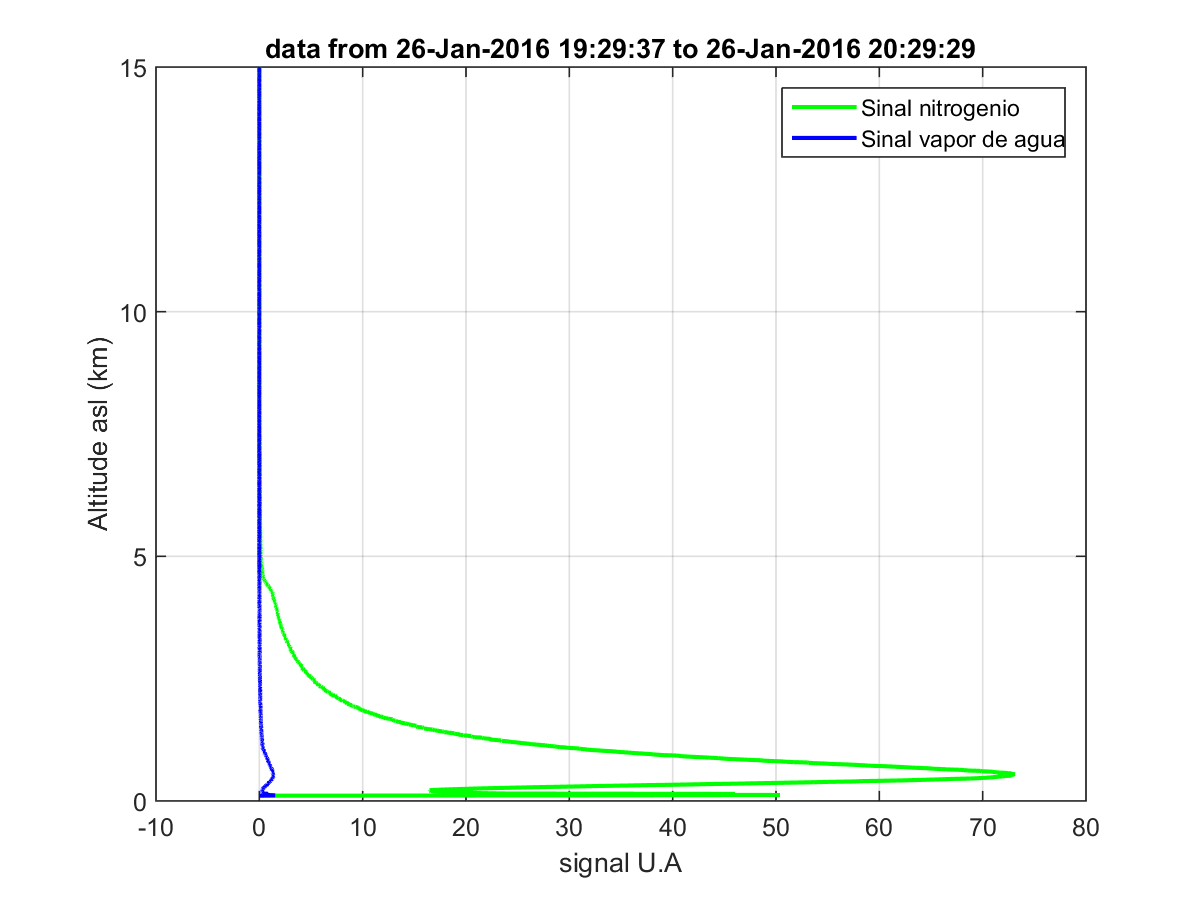 data from 26-Jan-2016 19:29:37 to 26-Jan-2016 20:29:29
Sinal nitrogenio
Sinal vapor de agua
15
10
5
0
Altitude asl (km)
-10 0 10 20 30 40 50 60 70 80
signal U.A